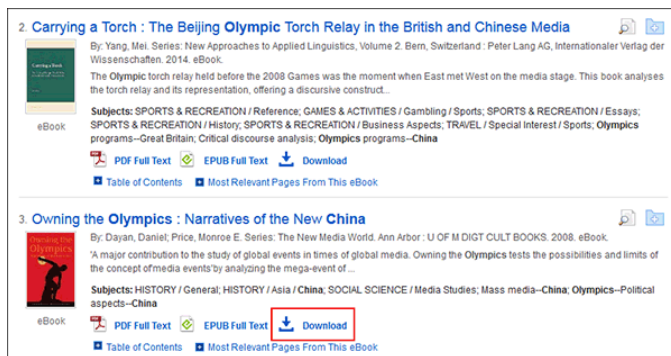 2. Carrying a Torch : The Beijing Olympic Torch Relay in the British and Chinese Media
By: Yang, Mei. Series: New Approaches to Applied Linguistics, Volume 2. Bern, Switzerland : Peter Lang AG, Internationaler Verlag der
Wissenschaften. 2014. eBook.
The Olympic torch relay held before the 2008 Games was the moment when East met West on the media stage. This book analyses
the torch relay and its representation, offering a discursive construct...
Subjects: SPORTS & RECREATION / Reference; GAMES & ACTIVITIES / Gambling / Sports; SPORTS & RECREATION / Essays;
SPORTS & RECREATION / History; SPORTS & RECREATION / Business Aspects; TRAVEL / Special Interest / Sports; Olympics
programs--Great Britain; Critical discourse analysis; Olympics programs--China
eBook
PDF Full Text EPUB Full Text Download
Table of Contents Most Relevant Pages From This eBook
3. Owning the Olympics : Narratives of the New China
By: Dayan, Daniel; Price, Monroe E. Series: The New Media World. Ann Arbor : U OF M DIGT CULT BOOKS. 2008. eBook.
'A major contribution to the study of global events in times of global media. Owning the Olympics tests the possibilities and limits of
the concept of media events'by analyzing the mega-event of ...
Subjects: HISTORY / General; HISTORY / Asia / China; SOCIAL SCIENCE / Media Studies; Mass media--China; Olympics--Political
aspects--China
Owning the
Olympics
eBook
PDF Full Text EPUB Full Text Download
Table of Contents Most Relevant Pages From This eBook